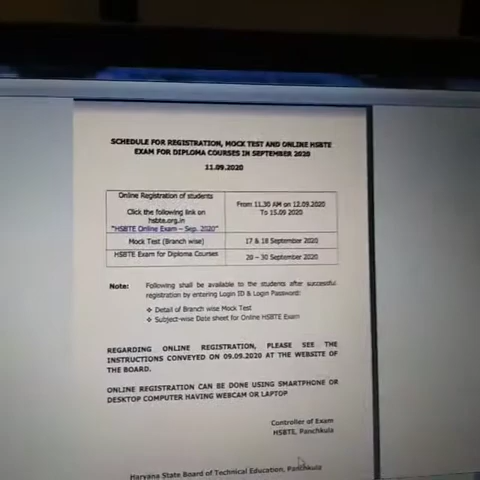 SCHEDULE FOR REGISTRATION, MOCK TEST AND ONLINE HSBTE
EXAM FOR DIPLOMA COURSES IN SEPTEMBER 2020
11.09.2020
Online Registration of students
Click the following link on
hsbte.org.in
"HSBTE Online Exam – Sep. 2020"
From 11.30 AM on 12.09.2020
To 15.09 2020
Mock Test (Branch wise)
17 & 18 September 2020
HSBTE Exam for Diploma Courses
20 – 30 September 2020
Note: Following shall be available to the students after successful
registration by entering Login ID & Login Password:
❖ Detail of Branch wise Mock Test
❖ Subject-wise Date sheet for Online HSBTE Exam
REGARDING ONLINE REGISTRATION, PLEASE SEE THE
INSTRUCTIONS CONVEYED ON 09.09.2020 AT THE WEBSITE OF
THE BOARD.
ONLINE REGISTRATION CAN BE DONE USING SMARTPHONE OR
DESKTOP COMPUTER HAVING WEBCAM OR LAPTOP
Controller of Exam
HSBTE, Panchkula
Haryana State Board of Technical Education, Panchkula